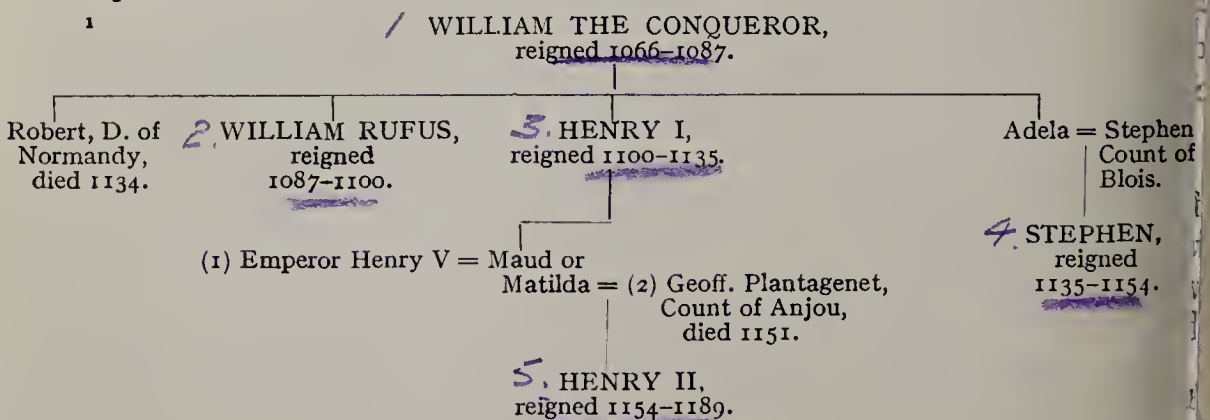 1
1 WILLIAM THE CONQUEROR,
reigned 1066–1087.
Robert, D. of
Normandy,
died 1134.
2. WILLIAM RUFUS,
reigned
1087–1100.
3. HENRY I,
reigned 1100–1135.
Adela = Stephen
Count of
Blois.
4. STEPHEN,
reigned
1135–1154.
(1) Emperor Henry V = Maud or
Matilda = (2) Geoff. Plantagenet,
Count of Anjou,
died 1151.
5. HENRY II,
reigned 1154–1189.